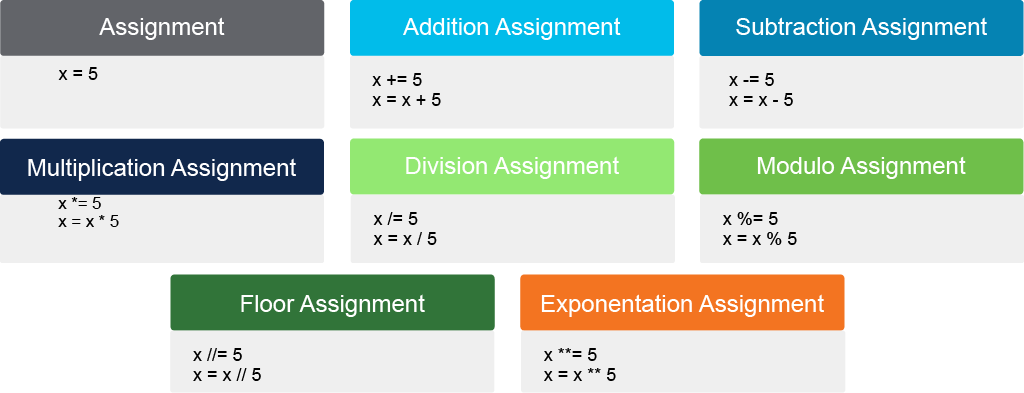 Assignment
x = 5
Addition Assignment
x += 5
x = x + 5
Subtraction Assignment
x -= 5
x = x - 5
Multiplication Assignment
x *= 5
x = x * 5
Division Assignment
x /= 5
x = x / 5
Modulo Assignment
x %= 5
x = x % 5
Floor Assignment
x //= 5
x = x // 5
Exponentation Assignment
x **= 5
x = x ** 5